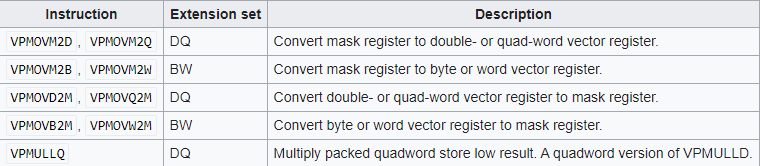 Instruction Extension set Description
VPMOVM2D, VPMOVM2Q DQ Convert mask register to double- or quad-word vector register.
VPMOVM2B, VPMOVM2W BW Convert mask register to byte or word vector register.
VPMOVD2M, VPMOVQ2M DQ Convert double- or quad-word vector register to mask register.
VPMOVB2M, VPMOVW2M BW Convert byte or word vector register to mask register.
VPMULLQ DQ Multiply packed quadword store low result. A quadword version of VPMULLD.